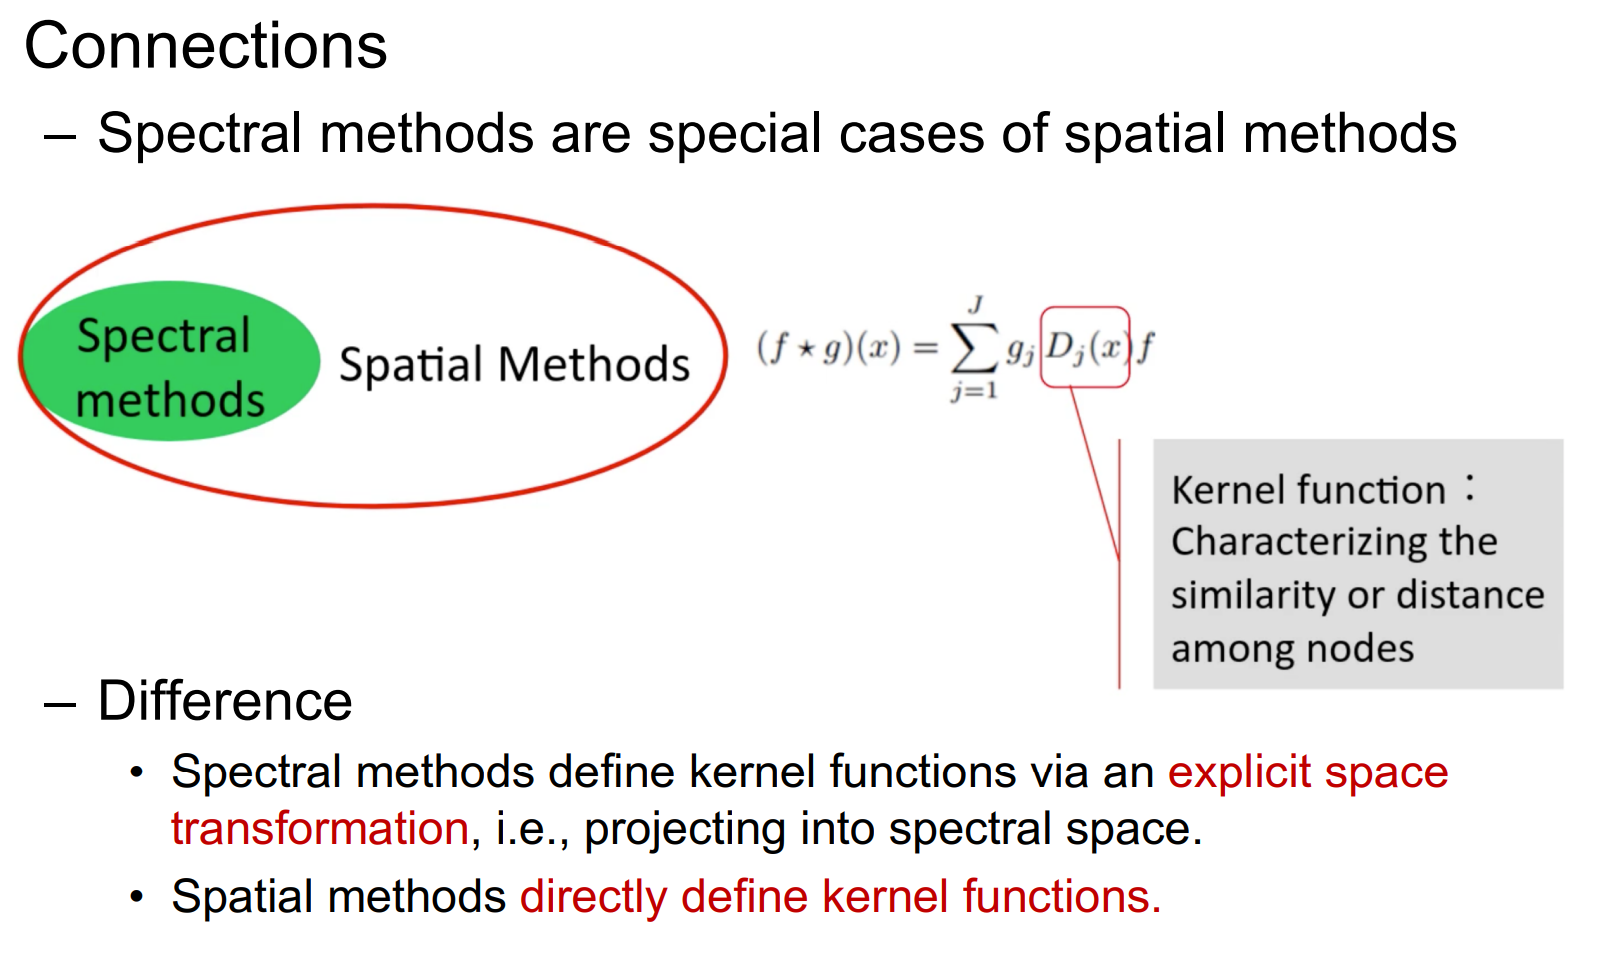 Connections
– Spectral methods are special cases of spatial methods
Spectral
methods
Spatial Methods
(f ⋆ g)(x) = ∑_{j=1}^{J} g_j D_j(x) f
Kernel function：
Characterizing the
similarity or distance
among nodes
– Difference
• Spectral methods define kernel functions via an explicit space
transformation, i.e., projecting into spectral space.
• Spatial methods directly define kernel functions.